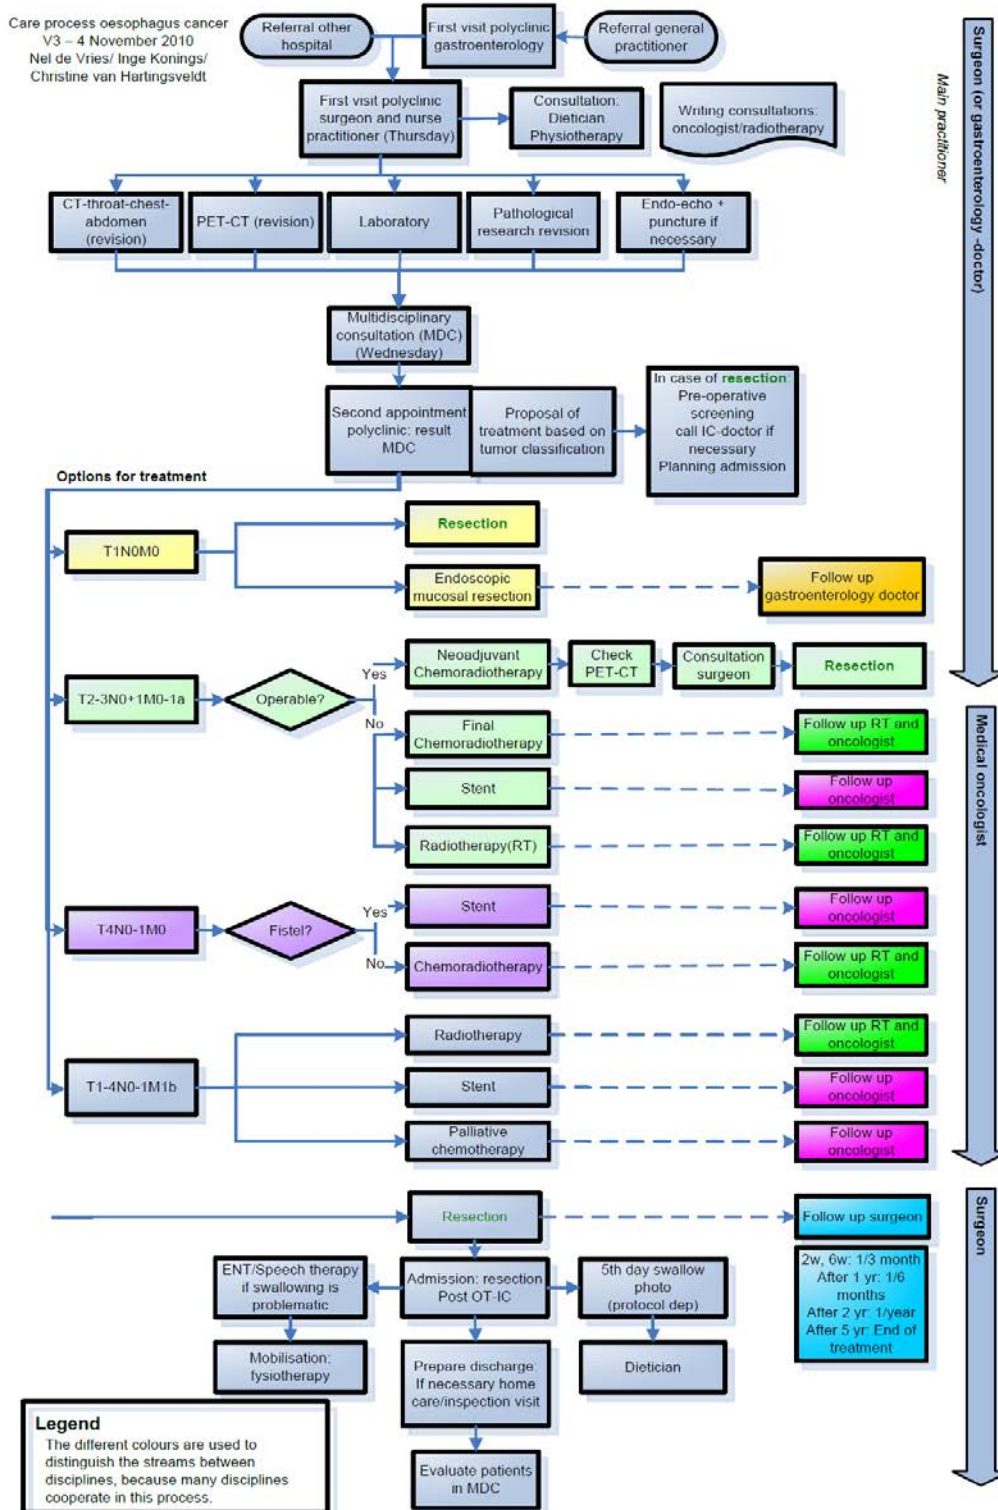 Care process oesophagus cancer
V3 – 4 November 2010
Nel de Vries/ Inge Konings/
Christine van Hartingsveldt
Referral other
hospital
First visit polyclinic
gastroenterology
Referral general
practitioner
First visit polyclinic
surgeon and nurse
practitioner (Thursday)
Consultation:
Dietician
Physiotherapy
Writing consultations:
oncologist/radiotherapy
CT-throat-chest-
abdomen
(revision)
PET-CT (revision)
Laboratory
Pathological
research revision
Endo-echo +
puncture if
necessary
Multidisciplinary
consultation (MDC)
(Wednesday)
Second appointment
polyclinic: result
MDC
Proposal of
treatment based on
tumor classification
In case of resection:
Pre-operative
screening
call IC-doctor if
necessary
Planning admission
Options for treatment
T1N0M0
Resection
Endoscopic
mucosal resection
Follow up
gastroenterology doctor
T2-3N0+1M0-1a
Operable?
Yes
No
Neoadjuvant
Chemoradiotherapy
Check
PET-CT
Consultation
surgeon
Resection
Final
Chemoradiotherapy
Follow up RT and
oncologist
Stent
Follow up
oncologist
Radiotherapy(RT)
Follow up RT and
oncologist
T4N0-1M0
Fistel?
Yes
No
Stent
Follow up
oncologist
Chemoradiotherapy
Follow up RT and
oncologist
T1-4N0-1M1b
Radiotherapy
Follow up RT and
oncologist
Stent
Follow up
oncologist
Palliative
chemotherapy
Follow up
oncologist
Resection
Follow up surgeon
ENT/Speech therapy
if swallowing is
problematic
Admission: resection
Post OT-IC
5th day swallow
photo
(protocol dep)
2w, 6w: 1/3 month
After 1 yr: 1/6
months
After 2 yr: 1/year
After 5 yr: End of
treatment
Mobilisation:
fysiotherapy
Prepare discharge:
If necessary home
care/inspection visit
Dietician
Evaluate patients
in MDC
Legend
The different colours are used to
distinguish the streams between
disciplines, because many disciplines
cooperate in this process.
Surgeon (or gastroenterology -doctor)
Main practitioner
Medical oncologist
Surgeon